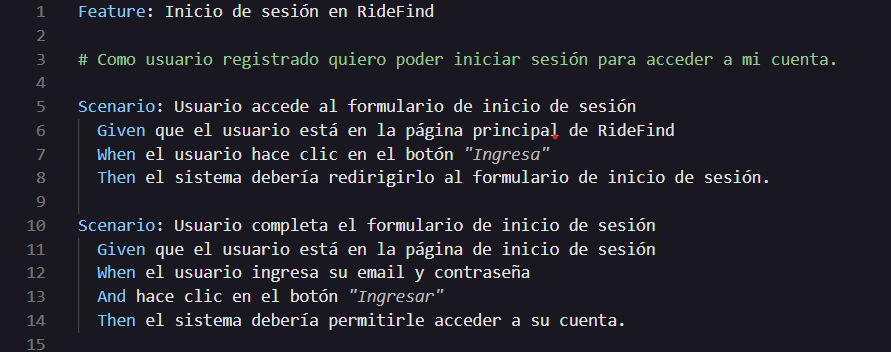 1 Feature: Inicio de sesión en RideFind
2
3 # Como usuario registrado quiero poder iniciar sesión para acceder a mi cuenta.
4
5 Scenario: Usuario accede al formulario de inicio de sesión
6 Given que el usuario está en la página principal de RideFind
7 When el usuario hace clic en el botón "Ingresa"
8 Then el sistema debería redirigirlo al formulario de inicio de sesión.
9
10 Scenario: Usuario completa el formulario de inicio de sesión
11 Given que el usuario está en la página de inicio de sesión
12 When el usuario ingresa su email y contraseña
13 And hace clic en el botón "Ingresar"
14 Then el sistema debería permitirle acceder a su cuenta.
15